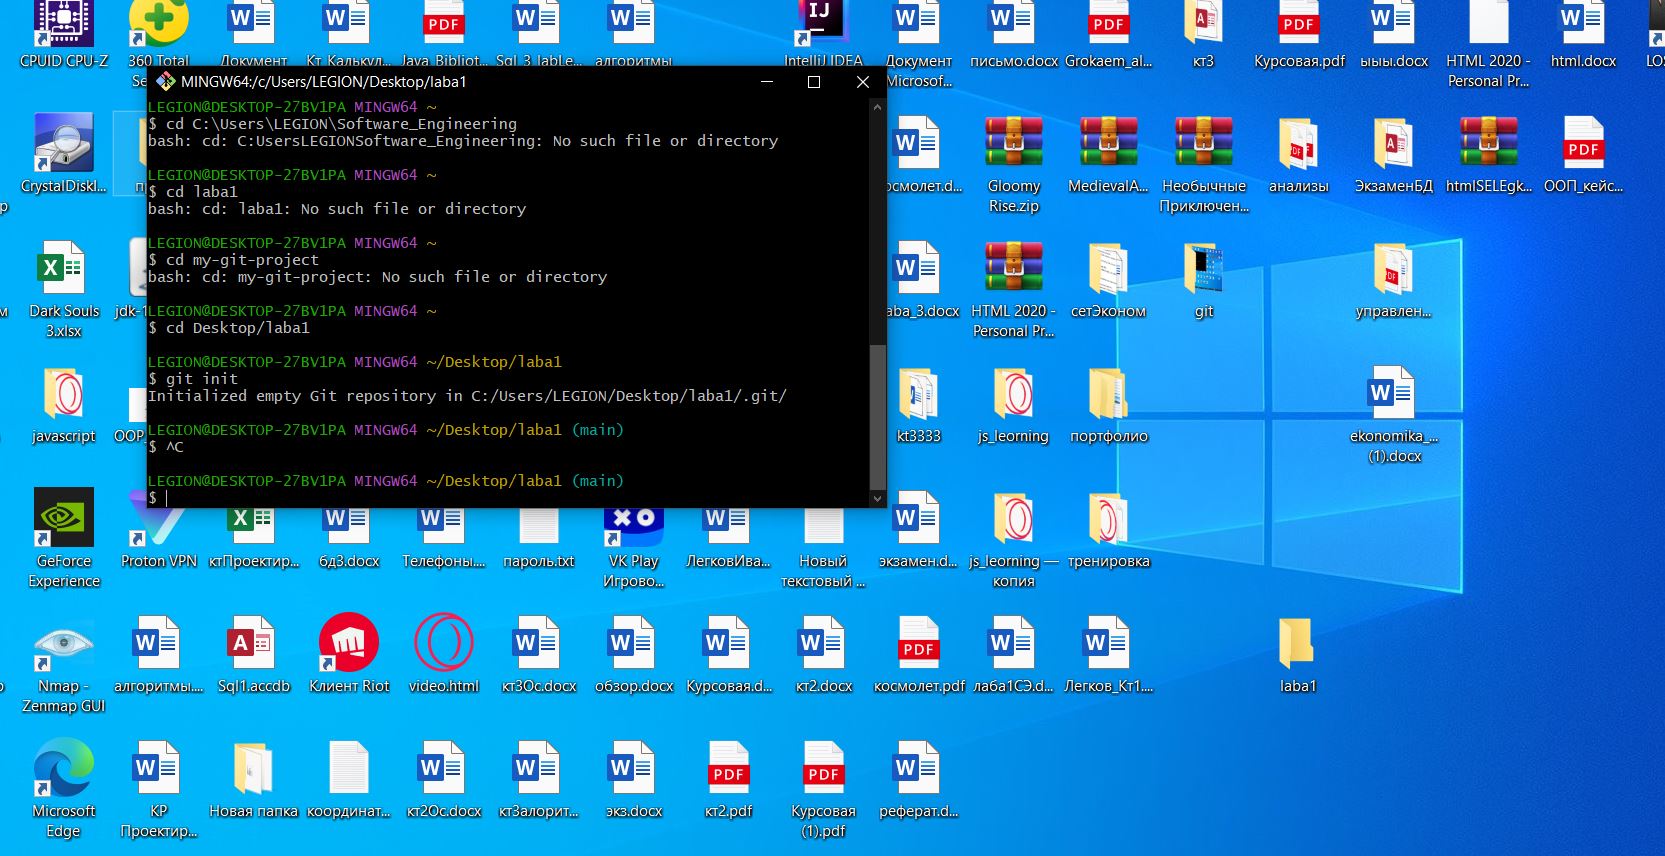 CPUID CPU-Z
360 Total
Se
Документ
Кт_Калькул...
Java_Bibliot...
Sql_3_labLe...
алгоритмы
IntelliJ IDEA
Документ
Microsof...
письмо.docx
Grokaem_al...
кт3
Курсовая.pdf
ыыы.docx
HTML 2020 -
Personal Pr...
html.docx
LOS
MINGW64:/c/Users/LEGION/Desktop/laba1
LEGION@DESKTOP-27BV1PA MINGW64 ~
$ cd C:\Users\LEGION\Software_Engineering
bash: cd: C:UsersLEGIONSoftware_Engineering: No such file or directory
LEGION@DESKTOP-27BV1PA MINGW64 ~
$ cd laba1
bash: cd: laba1: No such file or directory
LEGION@DESKTOP-27BV1PA MINGW64 ~
$ cd my-git-project
bash: cd: my-git-project: No such file or directory
LEGION@DESKTOP-27BV1PA MINGW64 ~
$ cd Desktop/laba1
LEGION@DESKTOP-27BV1PA MINGW64 ~/Desktop/laba1
$ git init
Initialized empty Git repository in C:/Users/LEGION/Desktop/laba1/.git/
LEGION@DESKTOP-27BV1PA MINGW64 ~/Desktop/laba1 (main)
$ ^C
LEGION@DESKTOP-27BV1PA MINGW64 ~/Desktop/laba1 (main)
$
CrystalDiskI...
осмолет.d...
Gloomy
Rise.zip
MedievalA...
Необычные
Приключен...
анализы
ЭкзаменБД
htmlSELEgk...
ООП_кейс...
Dark Souls
3.xlsx
jdk-1
aba_3.docx
HTML 2020 -
Personal Pr...
сетЭконом
git
управлен...
javascript
OOP_
kt3333
js_leorning
портфолио
ekonomika_...
(1).docx
GeForce
Experience
Proton VPN
ктПроектир...
бд3.docx
Телефоны....
пароль.txt
VK Play
Игрово...
ЛегковИва...
Новый
текстовый ...
экзамен.d...
js_leorning —
копия
тренировка
Nmap -
Zenmap GUI
алгоритмы....
Sql1.accdb
Клиент Riot
video.html
кт3Ос.docx
обзор.docx
Курсовая.d...
кт2.docx
космолет.pdf
лаба1СЭ.d...
Легков_Кт1....
laba1
Microsoft
Edge
КР
Проектир...
Новая папка
координат...
кт2Ос.docx
кт3алорит...
экз.docx
кт2.pdf
Курсовая
(1).pdf
реферат.d...